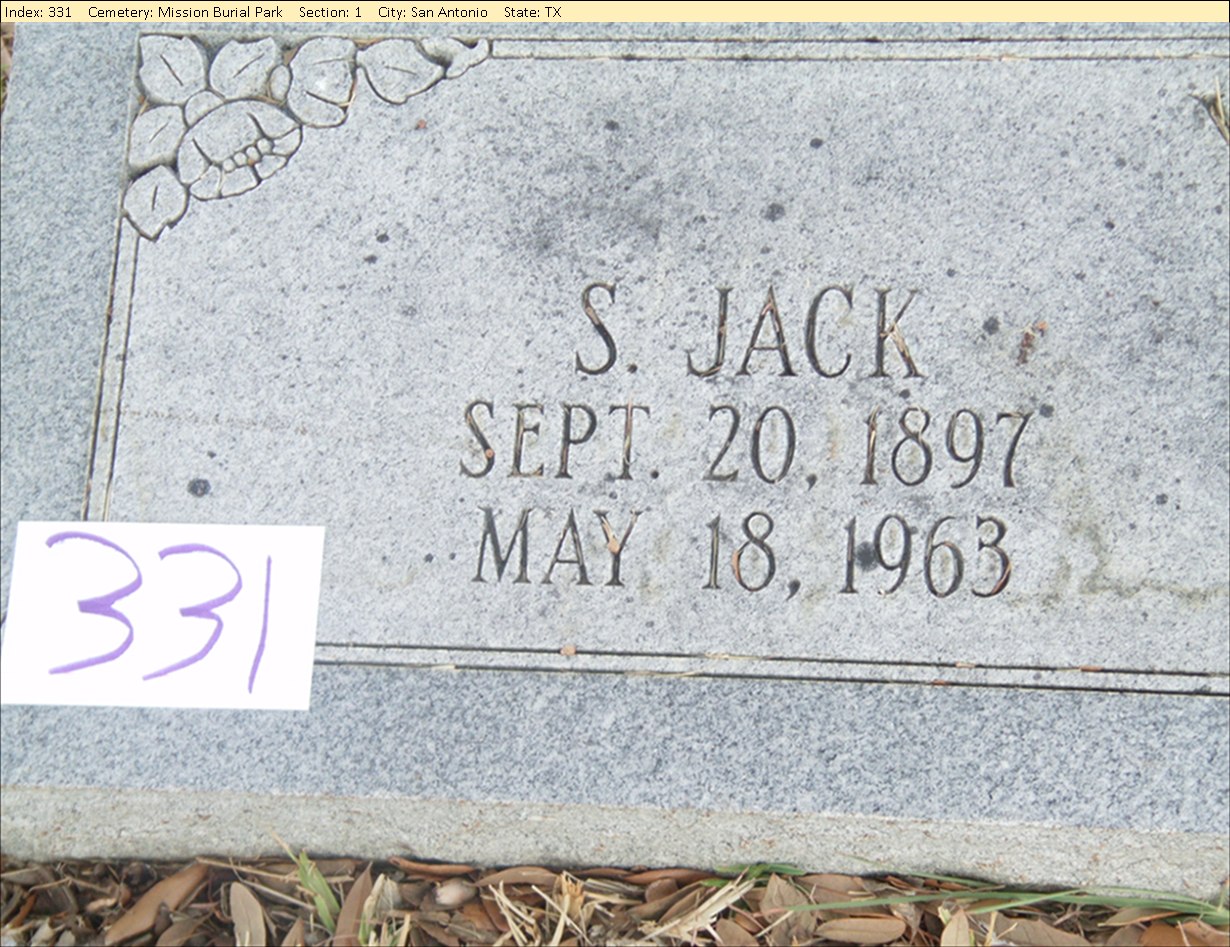 Index: 331 Cemetery: Mission Burial Park Section: 1 City: San Antonio State: TX
S. JACK
SEPT. 20, 1897
MAY 18, 1963
331